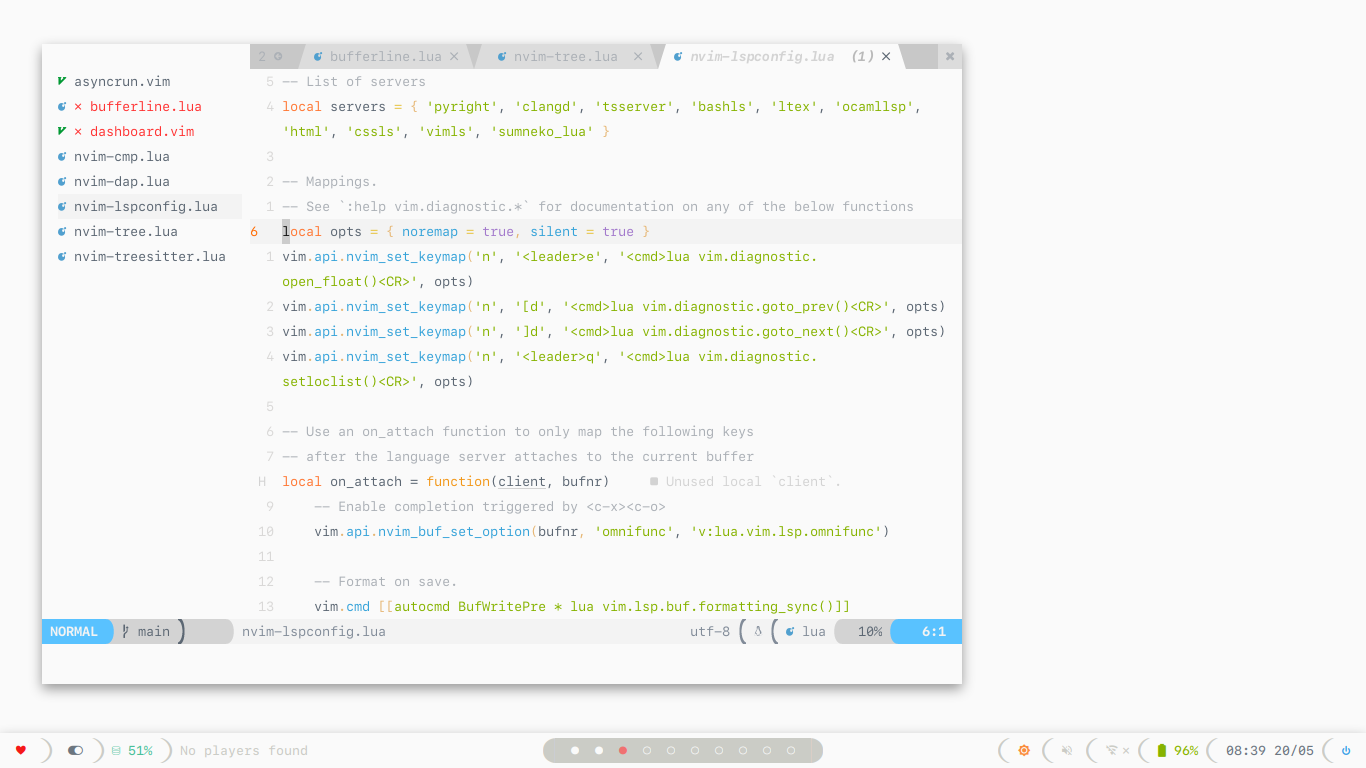 2 bufferline.lua nvim-tree.lua nvim-lspconfig.lua (1)
asyncrun.vim
× bufferline.lua
× dashboard.vim
nvim-cmp.lua
nvim-dap.lua
nvim-lspconfig.lua
nvim-tree.lua
nvim-treesitter.lua
5 -- List of servers
4 local servers = { 'pyright', 'clangd', 'tsserver', 'bashls', 'ltex', 'ocamllsp',
'html', 'cssls', 'vimls', 'sumneko_lua' }
3
2 -- Mappings.
1 -- See `:help vim.diagnostic.*` for documentation on any of the below functions
6 local opts = { noremap = true, silent = true }
1 vim.api.nvim_set_keymap('n', '<leader>e', '<cmd>lua vim.diagnostic.
open_float()<CR>', opts)
2 vim.api.nvim_set_keymap('n', '[d', '<cmd>lua vim.diagnostic.goto_prev()<CR>', opts)
3 vim.api.nvim_set_keymap('n', ']d', '<cmd>lua vim.diagnostic.goto_next()<CR>', opts)
4 vim.api.nvim_set_keymap('n', '<leader>q', '<cmd>lua vim.diagnostic.
setloclist()<CR>', opts)
5
6 -- Use an on_attach function to only map the following keys
7 -- after the language server attaches to the current buffer
H local on_attach = function(client, bufnr) ■ Unused local `client`.
9 -- Enable completion triggered by <c-x><c-o>
10 vim.api.nvim_buf_set_option(bufnr, 'omnifunc', 'v:lua.vim.lsp.omnifunc')
11
12 -- Format on save.
13 vim.cmd [[autocmd BufWritePre * lua vim.lsp.buf.formatting_sync()]]
NORMAL main nvim-lspconfig.lua utf-8 lua 10% 6:1
51% No players found 96% 08:39 20/05